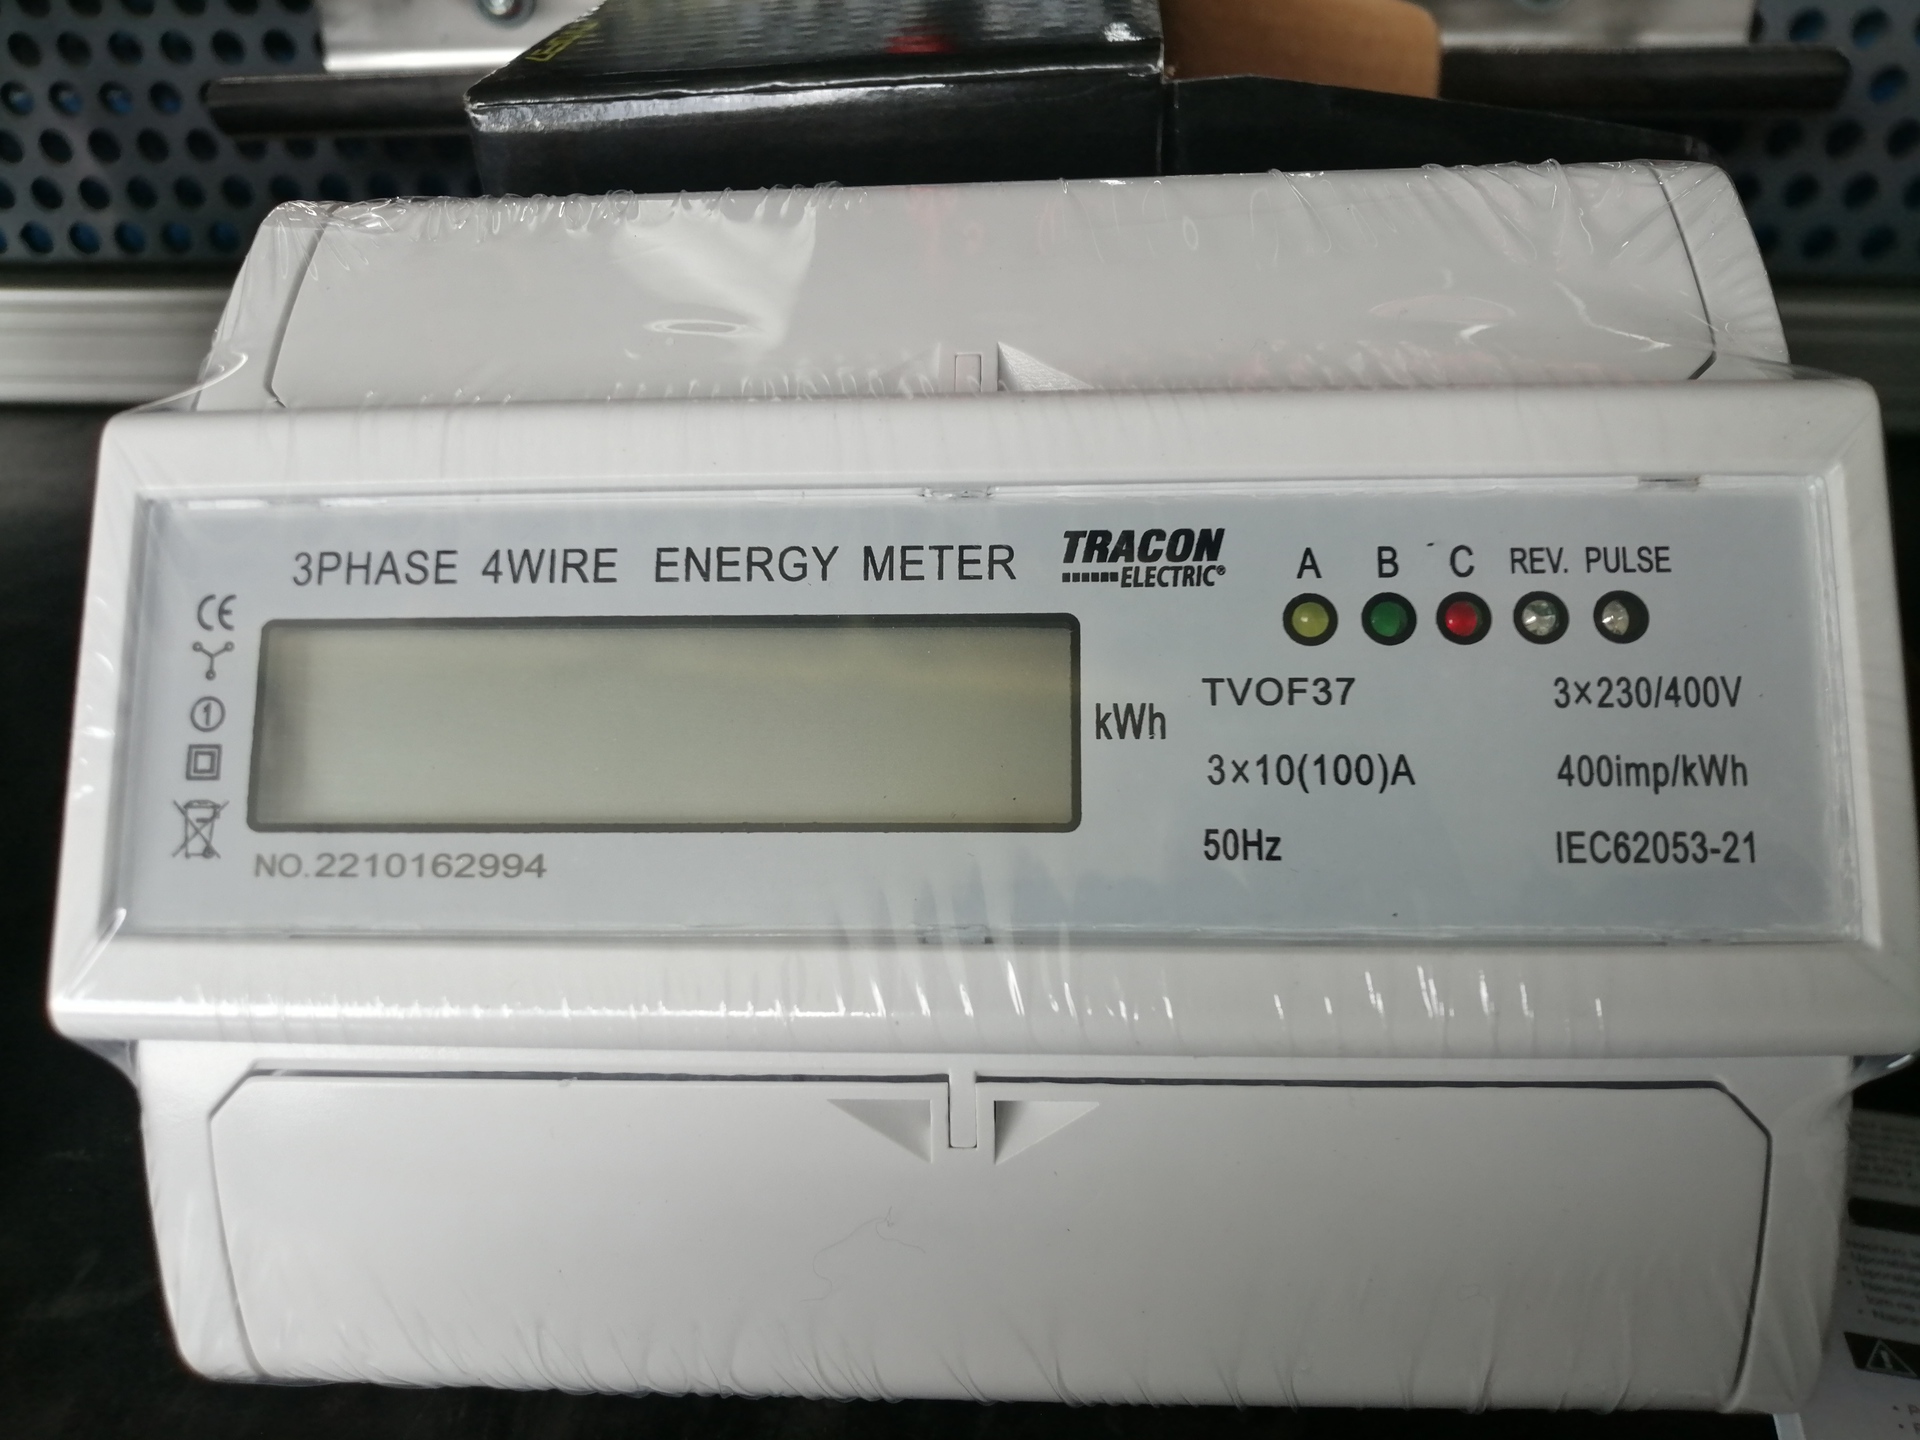 3PHASE 4WIRE ENERGY METER
TRACON
ELECTRIC®
A B C REV. PULSE
CE
1
kWh
TVOF37
3×230/400V
3×10(100)A
400imp/kWh
50Hz
IEC62053-21
NO.2210162994